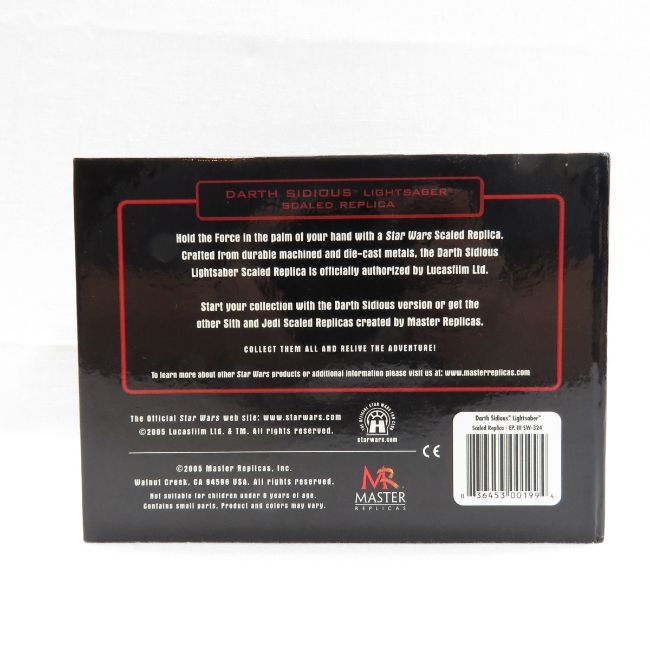 DARTH SIDIOUS™ LIGHTSABER™
SCALED REPLICA
Hold the Force in the palm of your hand with a Star Wars Scaled Replica.
Crafted from durable machined and die-cast metals, the Darth Sidious
Lightsaber Scaled Replica is officially authorized by Lucasfilm Ltd.
Start your collection with the Darth Sidious version or get the
other Sith and Jedi Scaled Replicas created by Master Replicas.
COLLECT THEM ALL AND RELIVE THE ADVENTURE!
To learn more about other Star Wars products or additional information please visit us at: www.masterreplicas.com
The Official Star Wars web site: www.starwars.com
©2005 Lucasfilm Ltd. & TM. All rights reserved.
THE OFFICIAL STAR WARS FAN CLUB
starwars.com
©2005 Master Replicas, Inc.
Walnut Creek, CA 94596 USA. All rights reserved.
Not suitable for children under 6 years of age.
Contains small parts. Product and colors may vary.
MR
MASTER
REPLICAS
CE
Darth Sidious™ Lightsaber™
Scaled Replica - EP. III SW-324
8 36453 00199 4